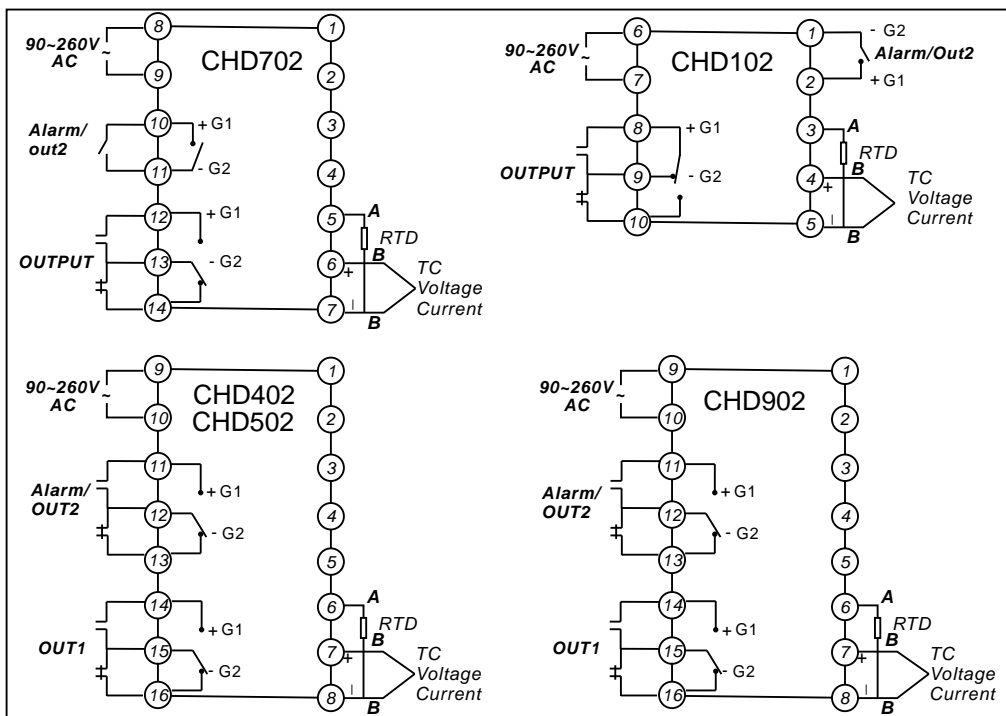 8 1
90~260V
AC ~
CHD702
9 2
10 3
Alarm/
out2
+ G1
- G2
11 4
12 5 A
+ G1
RTD
OUTPUT
13 - G2 6 B TC
+ Voltage
14 7 – B Current
6 1 - G2
90~260V
AC ~
CHD102
Alarm/Out2
7 2 + G1
8 + G1 3 A
RTD
OUTPUT
9 - G2 4 B TC
+ Voltage
10 5 – B Current
9 1
90~260V
AC ~
CHD402
CHD502
10 2
11 3
Alarm/
OUT2
+ G1
12 - G2 4
13 5
14 6 A
+ G1
RTD
OUT1
15 - G2 7 B TC
+ Voltage
16 8 – B Current
9 1
90~260V
AC ~
CHD902
10 2
11 3
Alarm/
OUT2
+ G1
12 - G2 4
13 5
14 6 A
+ G1
RTD
OUT1
15 - G2 7 B TC
+ Voltage
16 8 – B Current